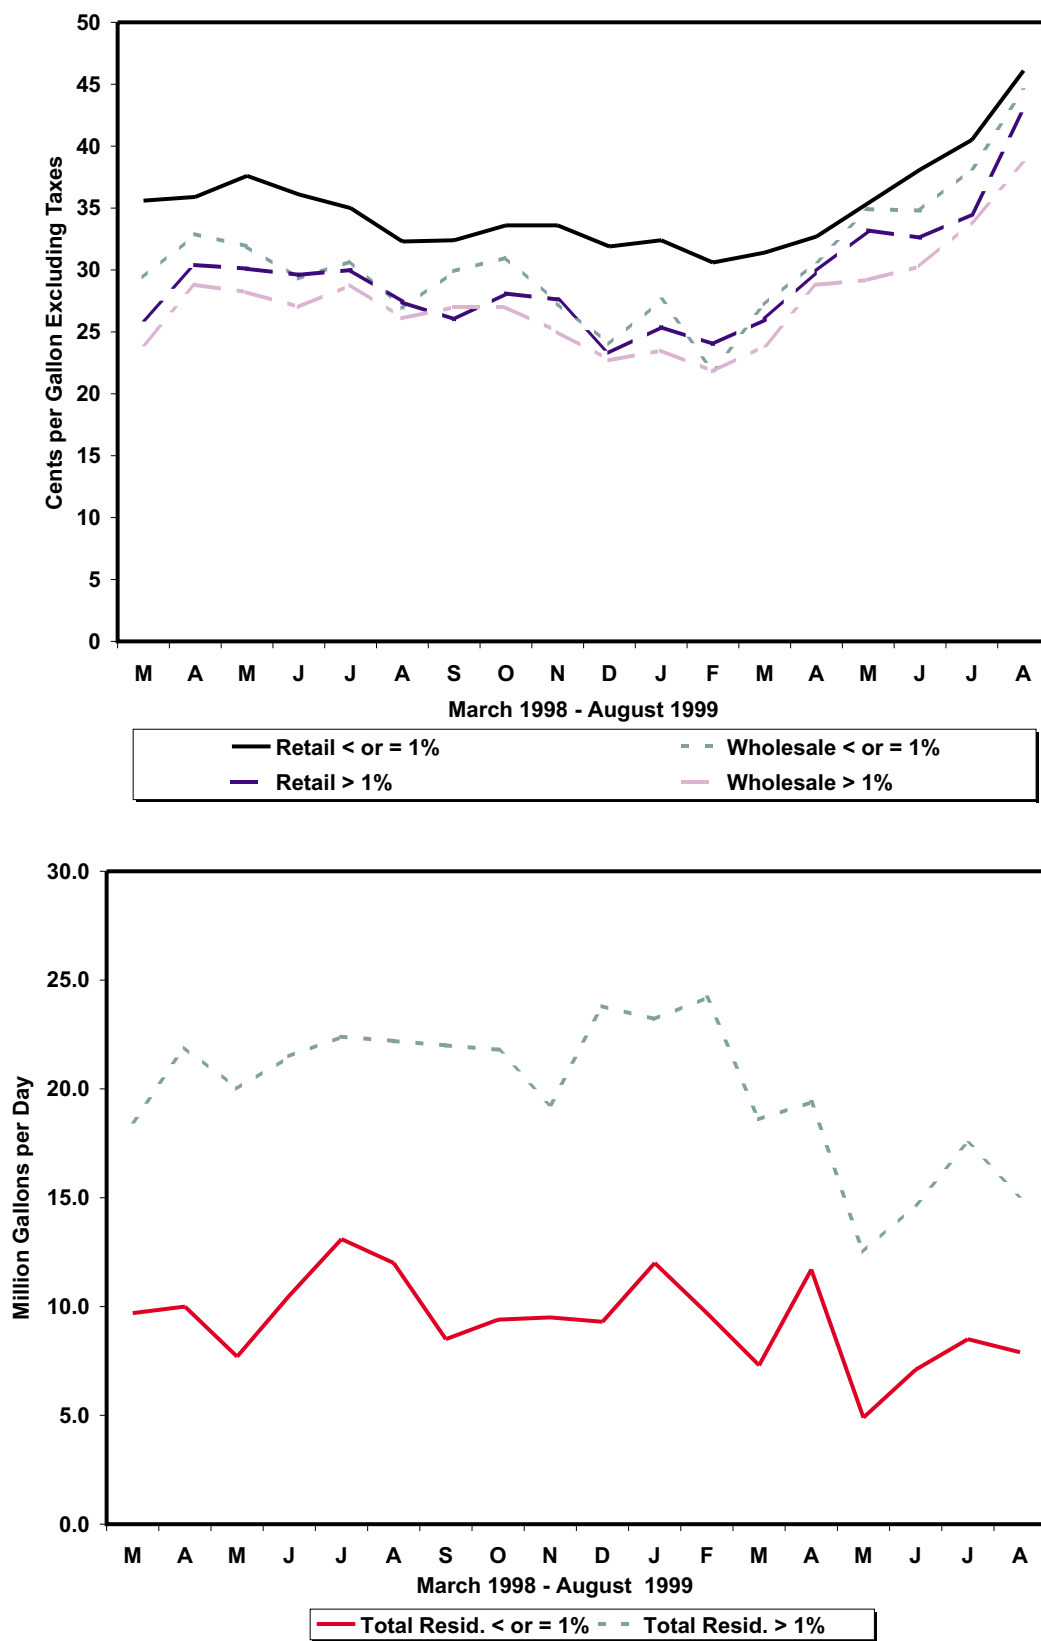 50
45
40
35
30
25
20
15
10
5
0
Cents per Gallon Excluding Taxes
M A M J J A S O N D J F M A M J J A
March 1998 - August 1999
Retail < or = 1% Wholesale < or = 1%
Retail > 1% Wholesale > 1%
30.0
25.0
20.0
15.0
10.0
5.0
0.0
Million Gallons per Day
M A M J J A S O N D J F M A M J J A
March 1998 - August 1999
Total Resid. < or = 1% Total Resid. > 1%